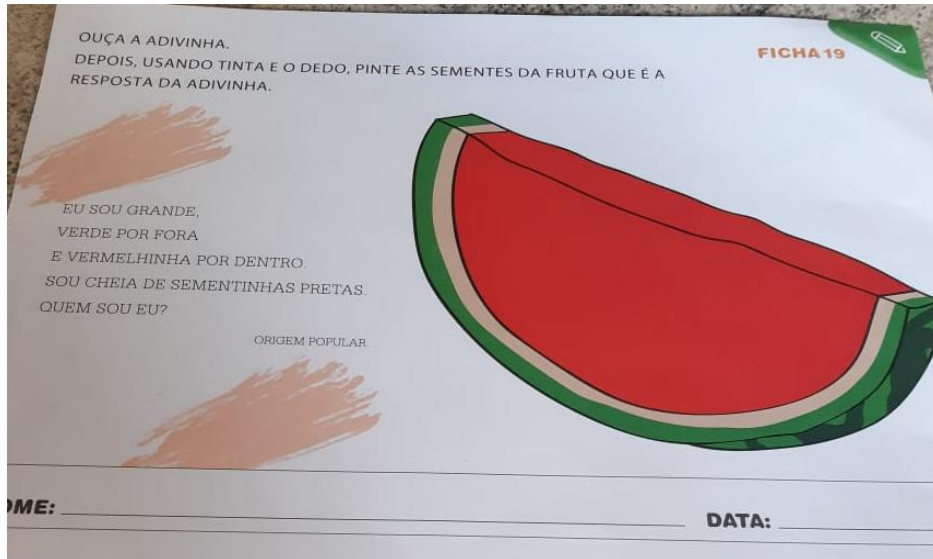 OUÇA A ADIVINHA.
DEPOIS, USANDO TINTA E O DEDO, PINTE AS SEMENTES DA FRUTA QUE É A
RESPOSTA DA ADIVINHA.
FICHA 19
EU SOU GRANDE,
VERDE POR FORA
E VERMELHINHA POR DENTRO.
SOU CHEIA DE SEMENTINHAS PRETAS.
QUEM SOU EU?
ORIGEM POPULAR.
OME:
DATA: